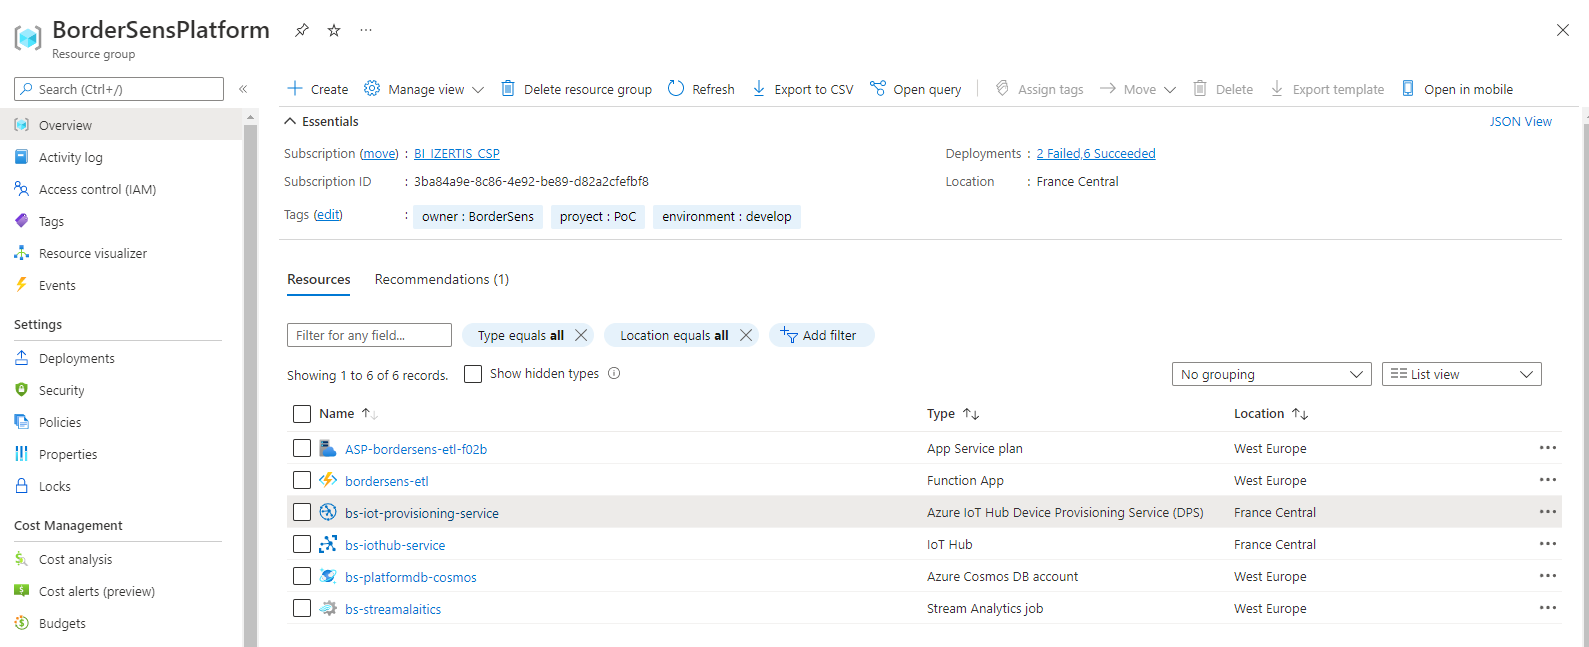 BorderSensPlatform
Resource group
Search (Ctrl+/)
«
Overview
Activity log
Access control (IAM)
Tags
Resource visualizer
Events
Settings
Deployments
Security
Policies
Properties
Locks
Cost Management
Cost analysis
Cost alerts (preview)
Budgets
Create Manage view Delete resource group Refresh Export to CSV Open query Assign tags Move Delete Export template Open in mobile
Essentials JSON View
Subscription (move) : BI_IZERTIS_CSP Deployments : 2 Failed,6 Succeeded
Subscription ID : 3ba84a9e-8c86-4e92-be89-d82a2cfefbf8 Location : France Central
Tags (edit) : owner : BorderSens proyect : PoC environment : develop
Resources Recommendations (1)
Filter for any field... Type equals all Location equals all Add filter
Showing 1 to 6 of 6 records. Show hidden types No grouping List view
Name Type Location
ASP-bordersens-etl-f02b App Service plan West Europe
bordersens-etl Function App West Europe
bs-iot-provisioning-service Azure IoT Hub Device Provisioning Service (DPS) France Central
bs-iothub-service IoT Hub France Central
bs-platformdb-cosmos Azure Cosmos DB account West Europe
bs-streamalaitics Stream Analytics job West Europe